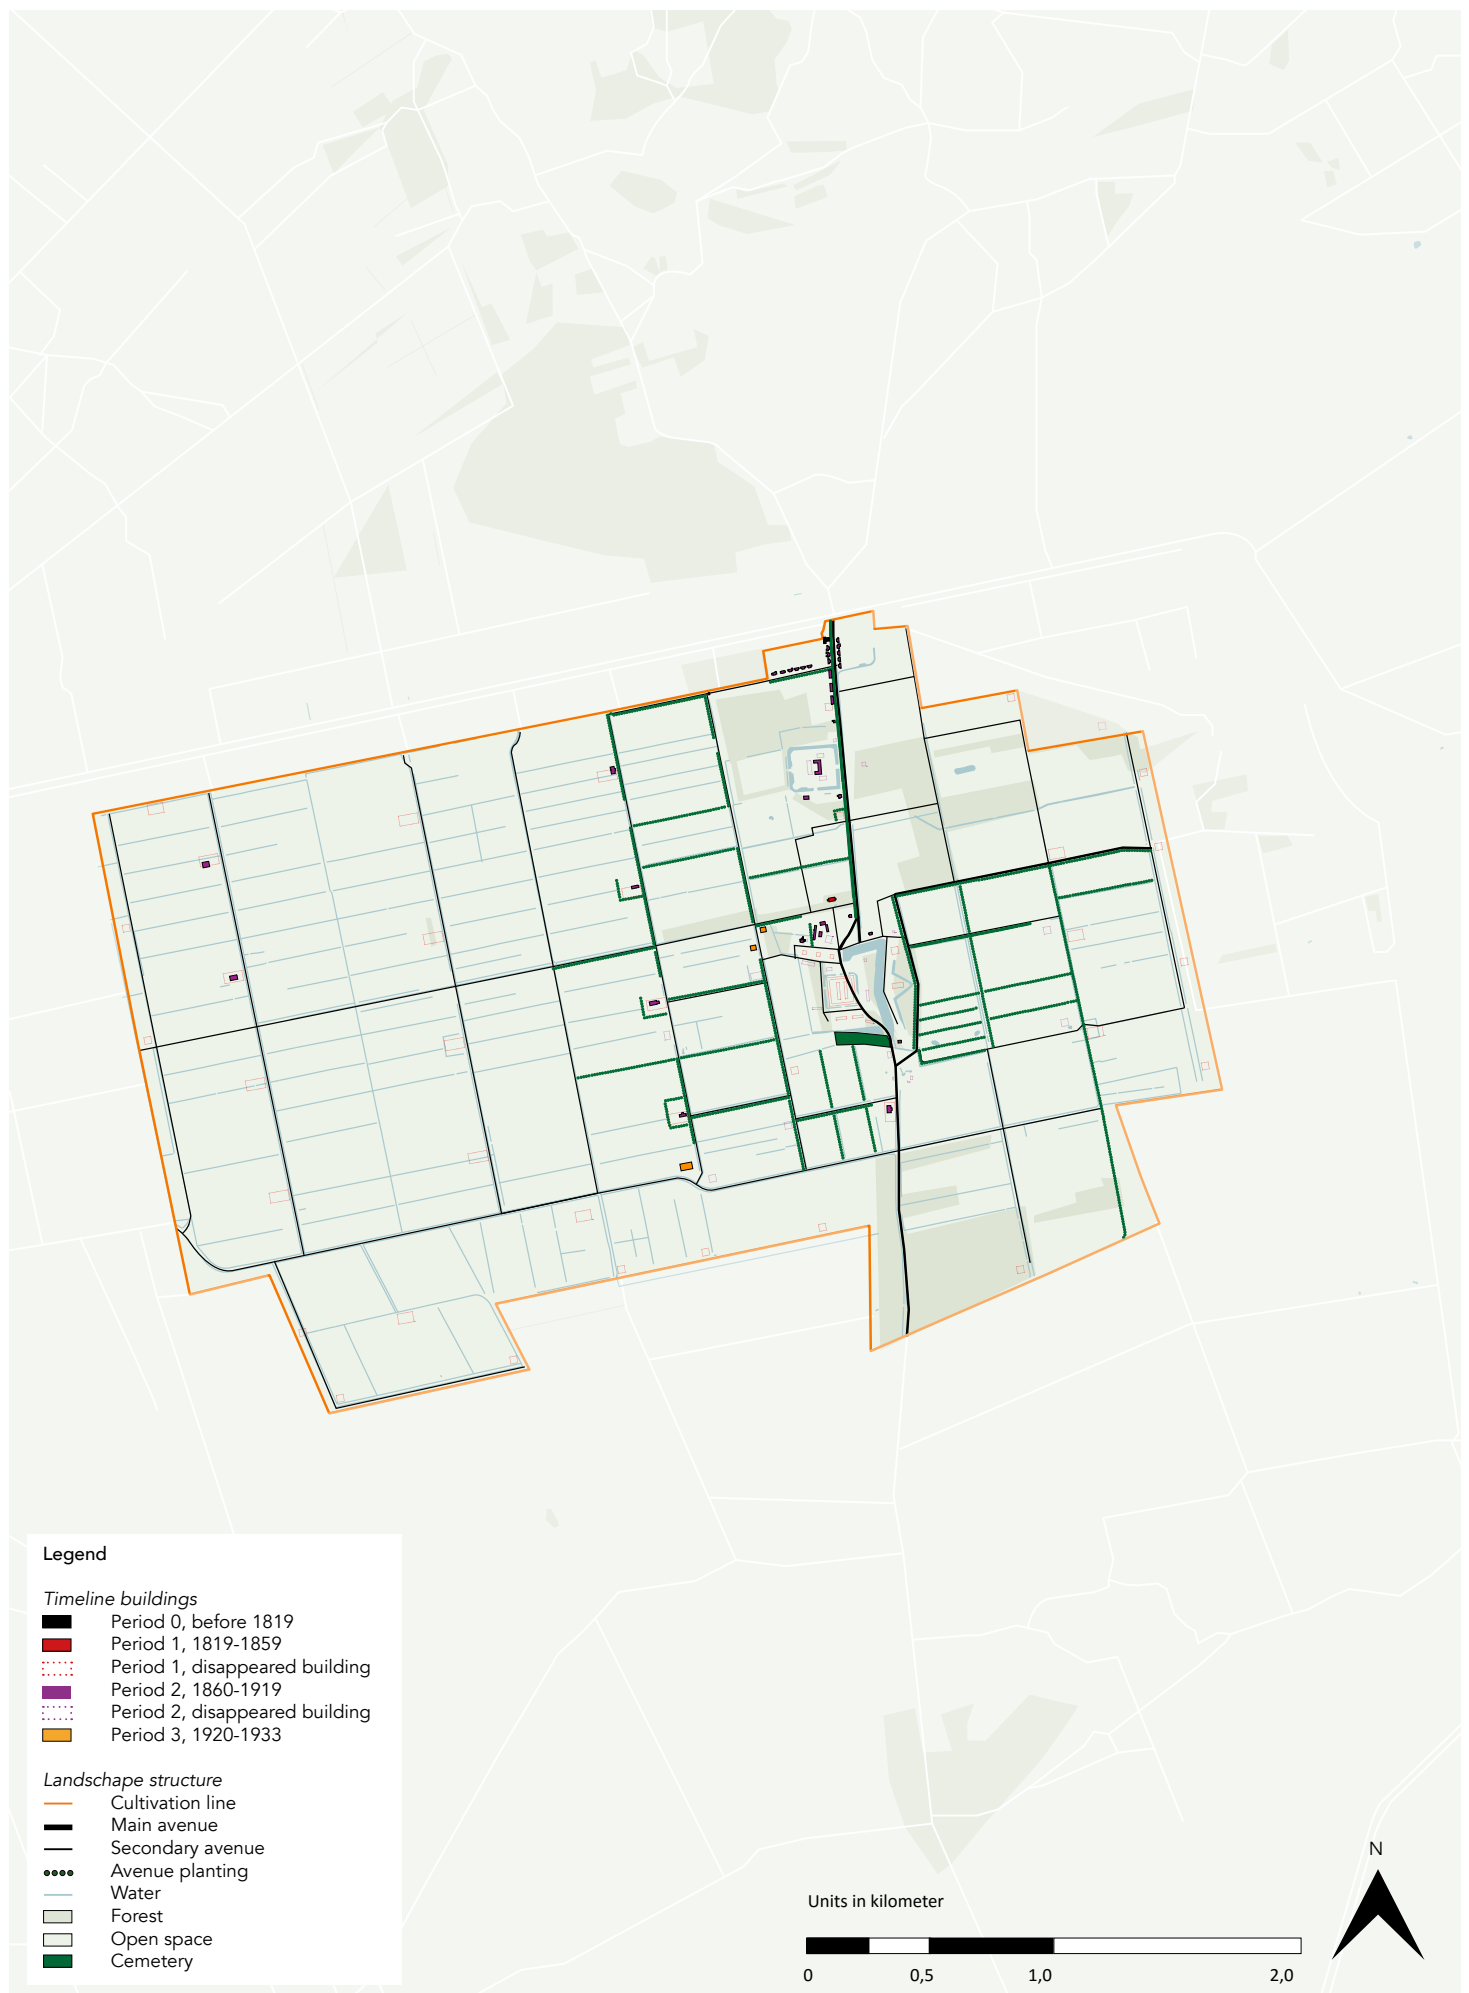 Legend
Timeline buildings
Period 0, before 1819
Period 1, 1819-1859
Period 1, disappeared building
Period 2, 1860-1919
Period 2, disappeared building
Period 3, 1920-1933
Landschape structure
Cultivation line
Main avenue
Secondary avenue
Avenue planting
Water
Forest
Open space
Cemetery
Units in kilometer
0 0,5 1,0 2,0
N